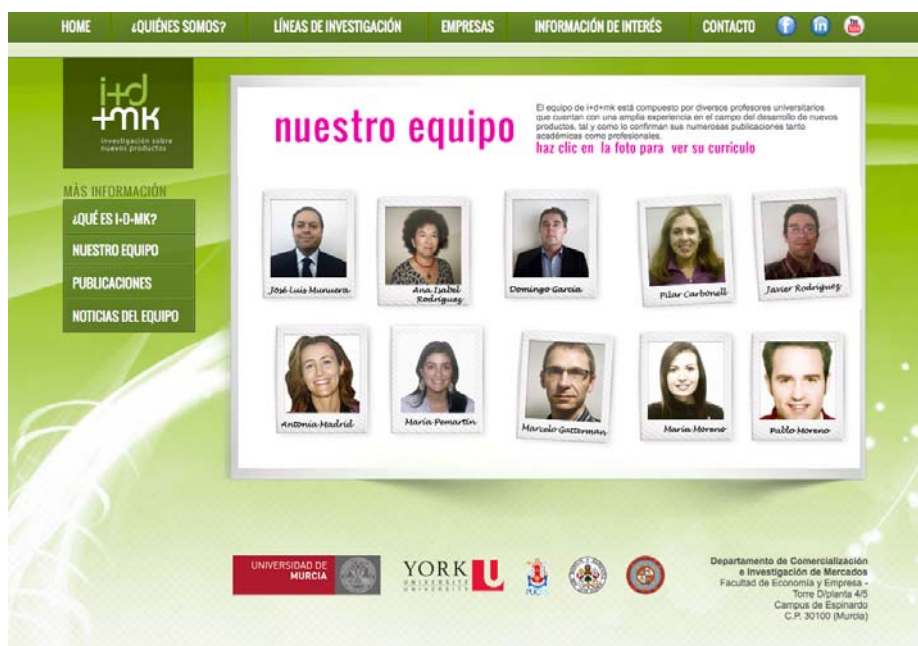 HOME ¿QUIÉNES SOMOS? LÍNEAS DE INVESTIGACIÓN EMPRESAS INFORMACIÓN DE INTERÉS CONTACTO
i+d
+mk
investigación sobre
nuevos productos
MÀS INFORMACIÓN
¿QUÉ ES I+D+MK?
NUESTRO EQUIPO
PUBLICACIONES
NOTICIAS DEL EQUIPO
nuestro equipo
El equipo de i+d+mk está compuesto por diversos profesores universitarios
que cuentan con una amplia experiencia en el campo del desarrollo de nuevos
productos, tal y como lo confirman sus numerosas publicaciones tanto
académicas como profesionales.
haz clic en la foto para ver su curriculo
José Luis Munuera
Ana Isabel
Rodríguez
Domingo García
Pilar Carbonell
Javier Rodríguez
Antonia Madrid
María Pemartín
Marcelo Gatterman
María Moreno
Pablo Moreno
UNIVERSIDAD DE
MURCIA
YORK U
UNIVERSITÉ
UNIVERSITY
Departamento de Comercialización
e Investigación de Mercados
Facultad de Economía y Empresa -
Torre D/planta 4/5
Campus de Espinardo
C.P. 30100 (Murcia)